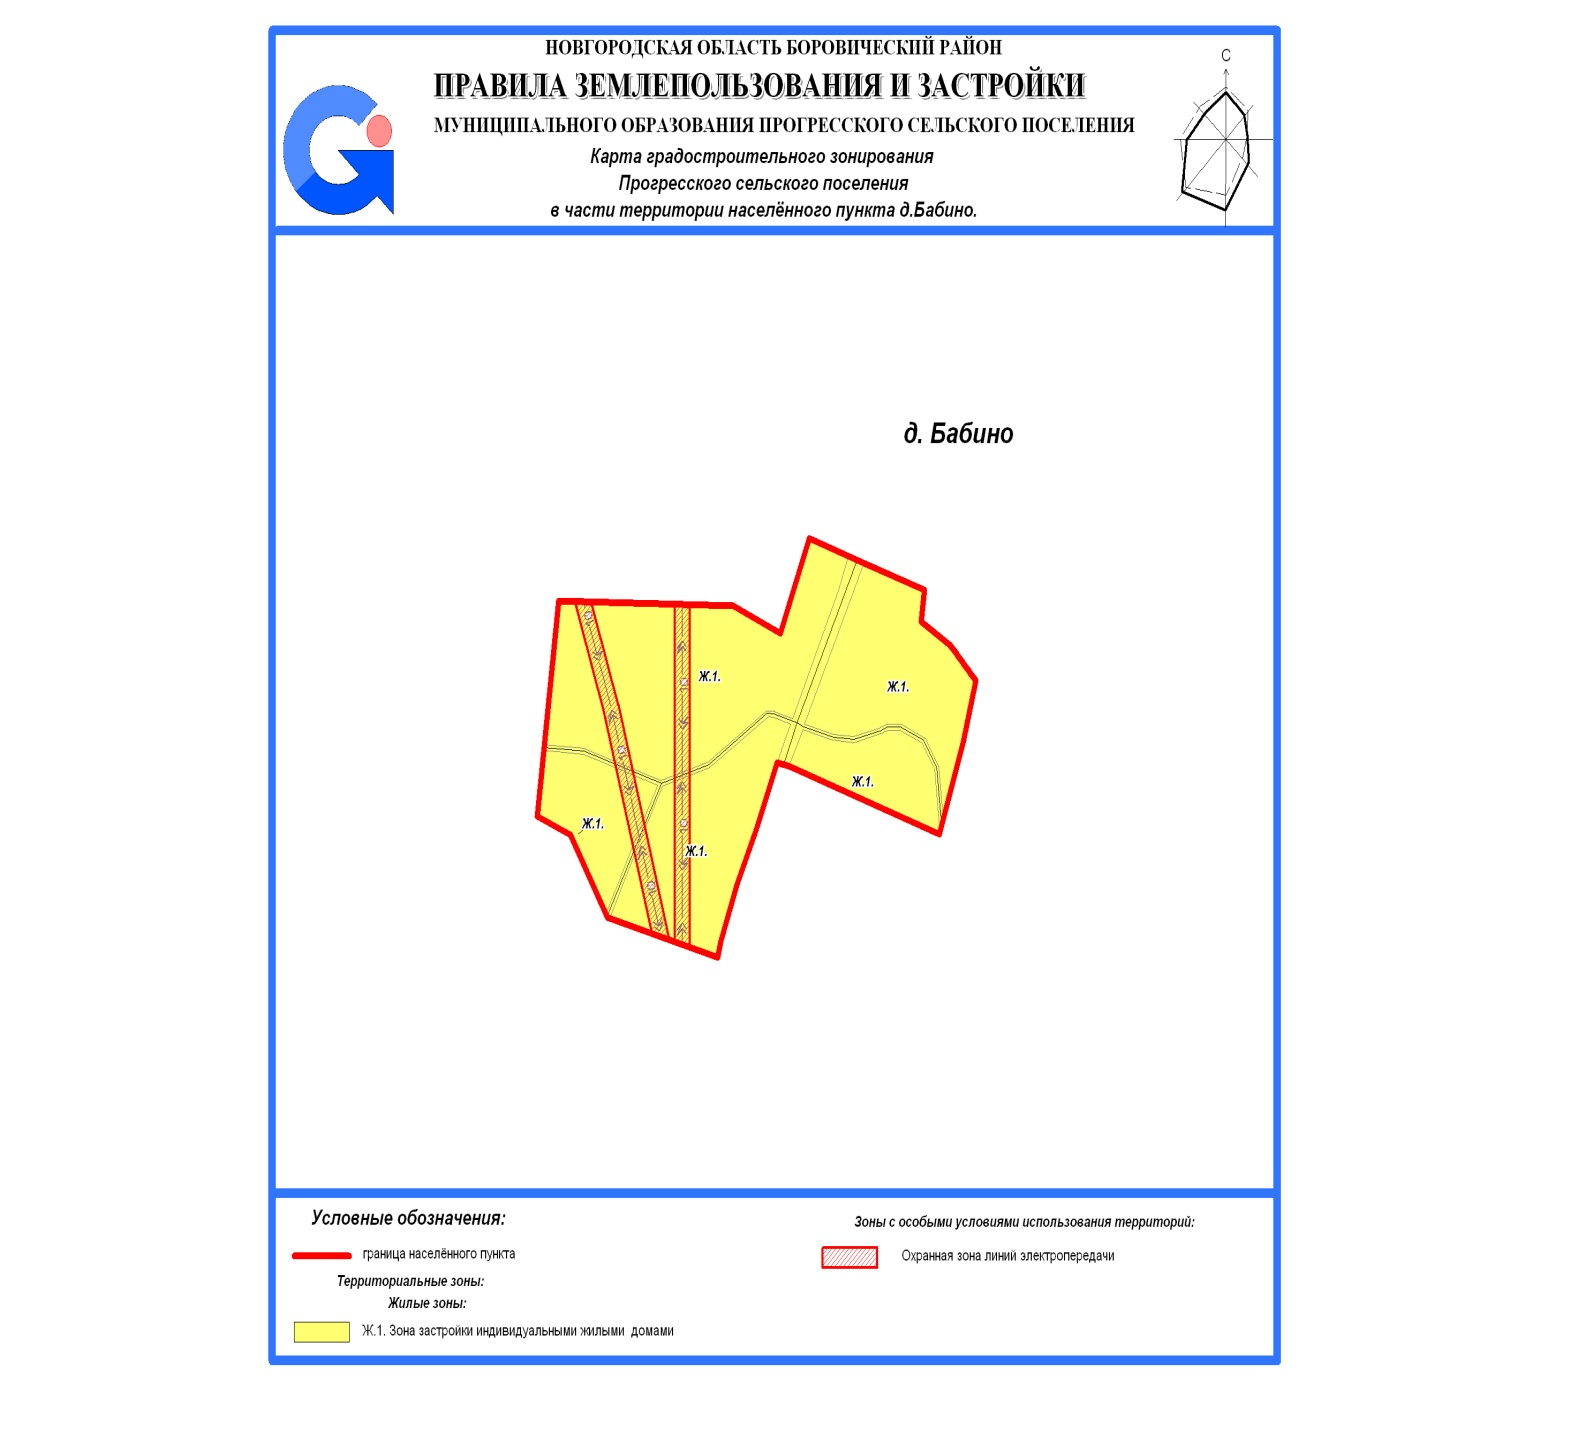 НОВГОРОДСКАЯ ОБЛАСТЬ БОРОВИЧЕСКИЙ РАЙОН
ПРАВИЛА ЗЕМЛЕПОЛЬЗОВАНИЯ И ЗАСТРОЙКИ
МУНИЦИПАЛЬНОГО ОБРАЗОВАНИЯ ПРОГРЕССКОГО СЕЛЬСКОГО ПОСЕЛЕНИЯ
Карта градостроительного зонирования
Прогресского сельского поселения
в части территории населённого пункта д.Бабино.
С
д. Бабино
Ж.1.
Ж.1.
Ж.1.
Ж.1.
Ж.1.
Условные обозначения:
граница населённого пункта
Территориальные зоны:
Жилые зоны:
Ж.1. Зона застройки индивидуальными жилыми домами
Зоны с особыми условиями использования территорий:
Охранная зона линий электропередачи